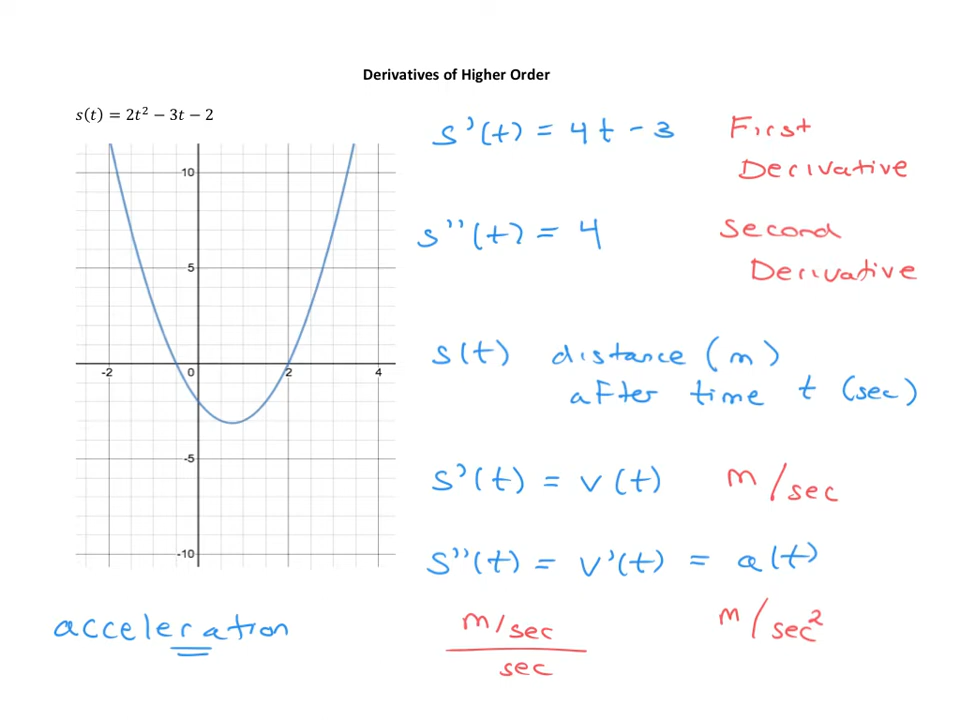 Derivatives of Higher Order
s(t) = 2t² − 3t − 2
s'(t) = 4t − 3 First
Derivative
s''(t) = 4 Second
Derivative
10
5
-2 0 2 4
-5
-10
s(t) distance (m)
after time t (sec)
s'(t) = v(t) m/sec
s''(t) = v'(t) = a(t)
acceleration m/sec m/sec²
sec